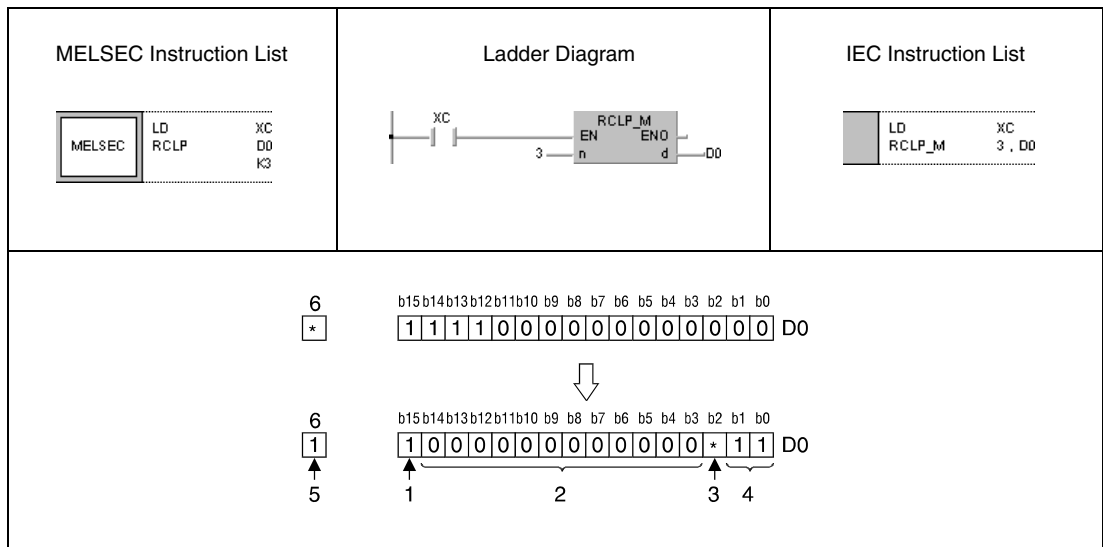 MELSEC Instruction List
MELSEC
LD XC
RCLP D0
K3
Ladder Diagram
XC
RCLP_M
EN ENO
3 n d D0
IEC Instruction List
LD XC
RCLP_M 3 , D0
b15 b14 b13 b12 b11 b10 b9 b8 b7 b6 b5 b4 b3 b2 b1 b0
6
* 1 1 1 1 0 0 0 0 0 0 0 0 0 0 0 0 D0
b15 b14 b13 b12 b11 b10 b9 b8 b7 b6 b5 b4 b3 b2 b1 b0
6
1 1 0 0 0 0 0 0 0 0 0 0 0 0 * 1 1 D0
5 1 2 3 4